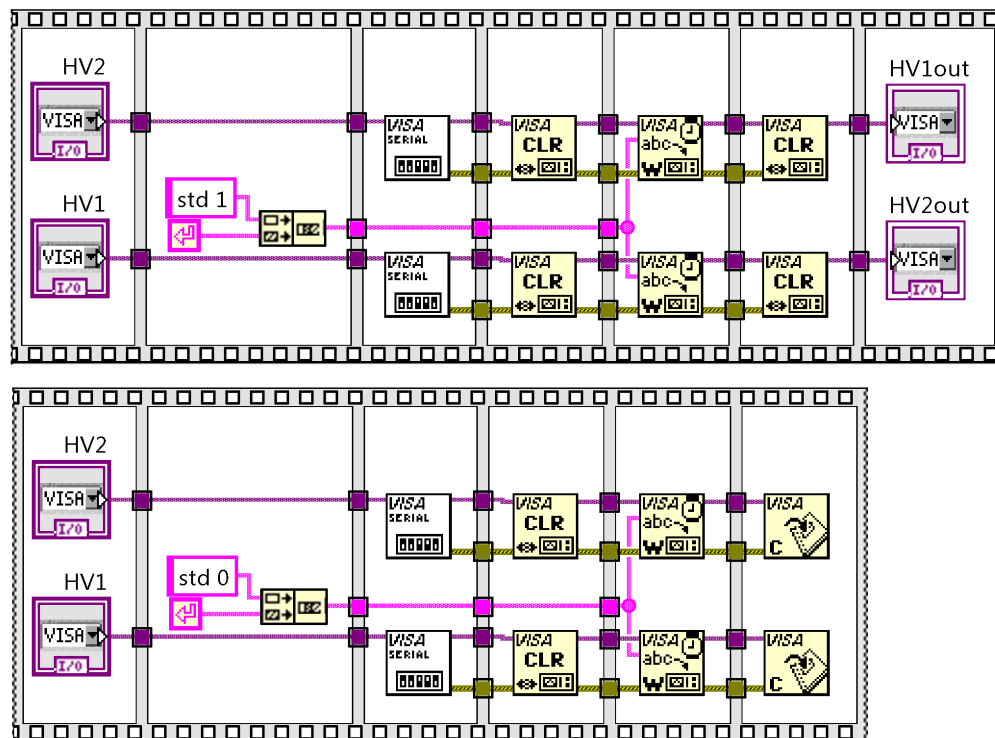 HV2
HV1out
VISA
I/O
VISA SERIAL
VISA CLR
VISA abc W
VISA CLR
VISA
I/O
std 1
HV1
HV2out
VISA
I/O
VISA SERIAL
VISA CLR
VISA abc W
VISA CLR
VISA
I/O
HV2
VISA
I/O
VISA SERIAL
VISA CLR
VISA abc W
VISA C
std 0
HV1
VISA
I/O
VISA SERIAL
VISA CLR
VISA abc W
VISA C